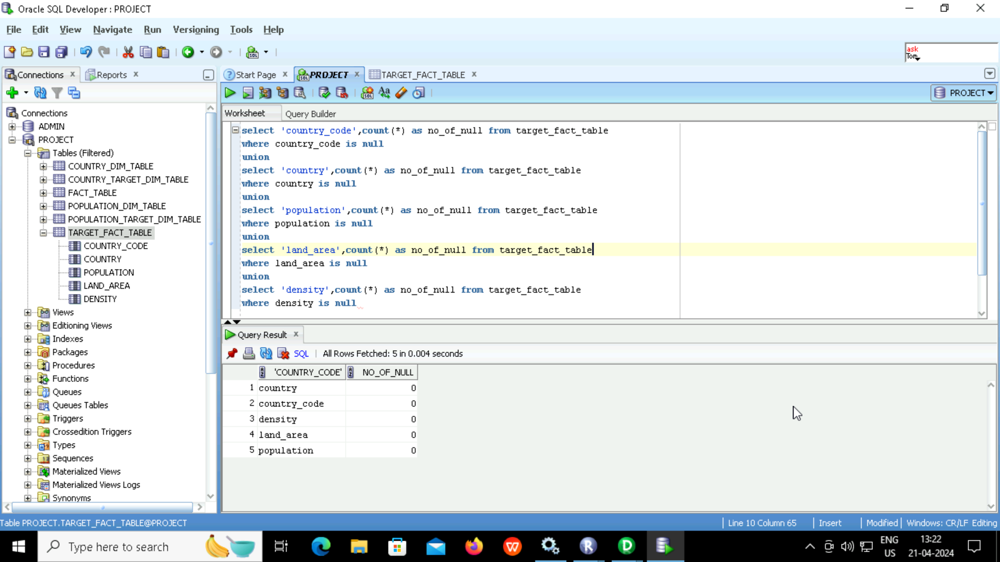 Oracle SQL Developer : PROJECT
File Edit View Navigate Run Versioning Tools Help
ask
Tom
Connections
Reports
Start Page
PROJECT
TARGET_FACT_TABLE
PROJECT
Worksheet
Query Builder
Connections
ADMIN
PROJECT
Tables (Filtered)
COUNTRY_DIM_TABLE
COUNTRY_TARGET_DIM_TABLE
FACT_TABLE
POPULATION_DIM_TABLE
POPULATION_TARGET_DIM_TABLE
TARGET_FACT_TABLE
COUNTRY_CODE
COUNTRY
POPULATION
LAND_AREA
DENSITY
Views
Editioning Views
Indexes
Packages
Procedures
Functions
Queues
Queues Tables
Triggers
Crossedition Triggers
Types
Sequences
Materialized Views
Materialized Views Logs
Synonyms
select 'country_code',count(*) as no_of_null from target_fact_table
where country_code is null
union
select 'country',count(*) as no_of_null from target_fact_table
where country is null
union
select 'population',count(*) as no_of_null from target_fact_table
where population is null
union
select 'land_area',count(*) as no_of_null from target_fact_table
where land_area is null
union
select 'density',count(*) as no_of_null from target_fact_table
where density is null
Query Result
SQL | All Rows Fetched: 5 in 0.004 seconds
'COUNTRY_CODE' NO_OF_NULL
1 country 0
2 country_code 0
3 density 0
4 land_area 0
5 population 0
Table PROJECT.TARGET_FACT_TABLE@PROJECT
Line 10 Column 65 | Insert | Modified | Windows: CR/LF Editing
Type here to search
ENG
US
13:22
21-04-2024